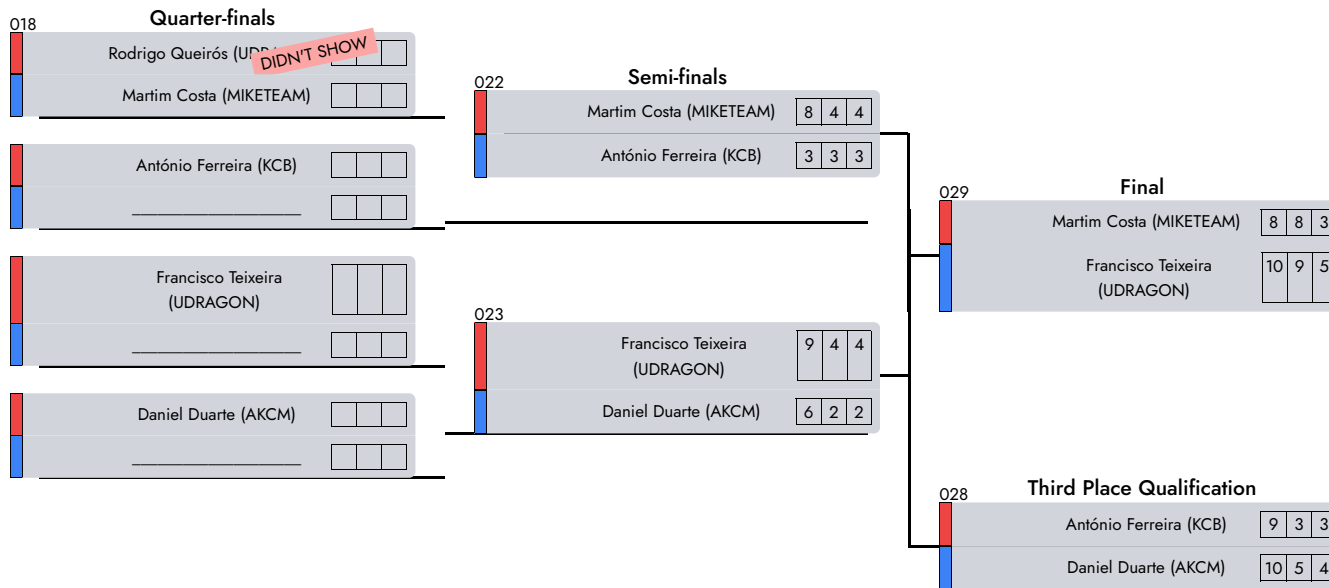 Quarter-finals
018
Rodrigo Queirós
DIDN'T SHOW
Martim Costa (MIKETEAM)
António Ferreira (KCB)
Francisco Teixeira
(UDRAGON)
Daniel Duarte (AKCM)
Semi-finals
022
Martim Costa (MIKETEAM) 8 4 4
António Ferreira (KCB) 3 3 3
023
Francisco Teixeira 9 4 4
(UDRAGON)
Daniel Duarte (AKCM) 6 2 2
Final
029
Martim Costa (MIKETEAM) 8 8 3
Francisco Teixeira 10 9 5
(UDRAGON)
Third Place Qualification
028
António Ferreira (KCB) 9 3 3
Daniel Duarte (AKCM) 10 5 4